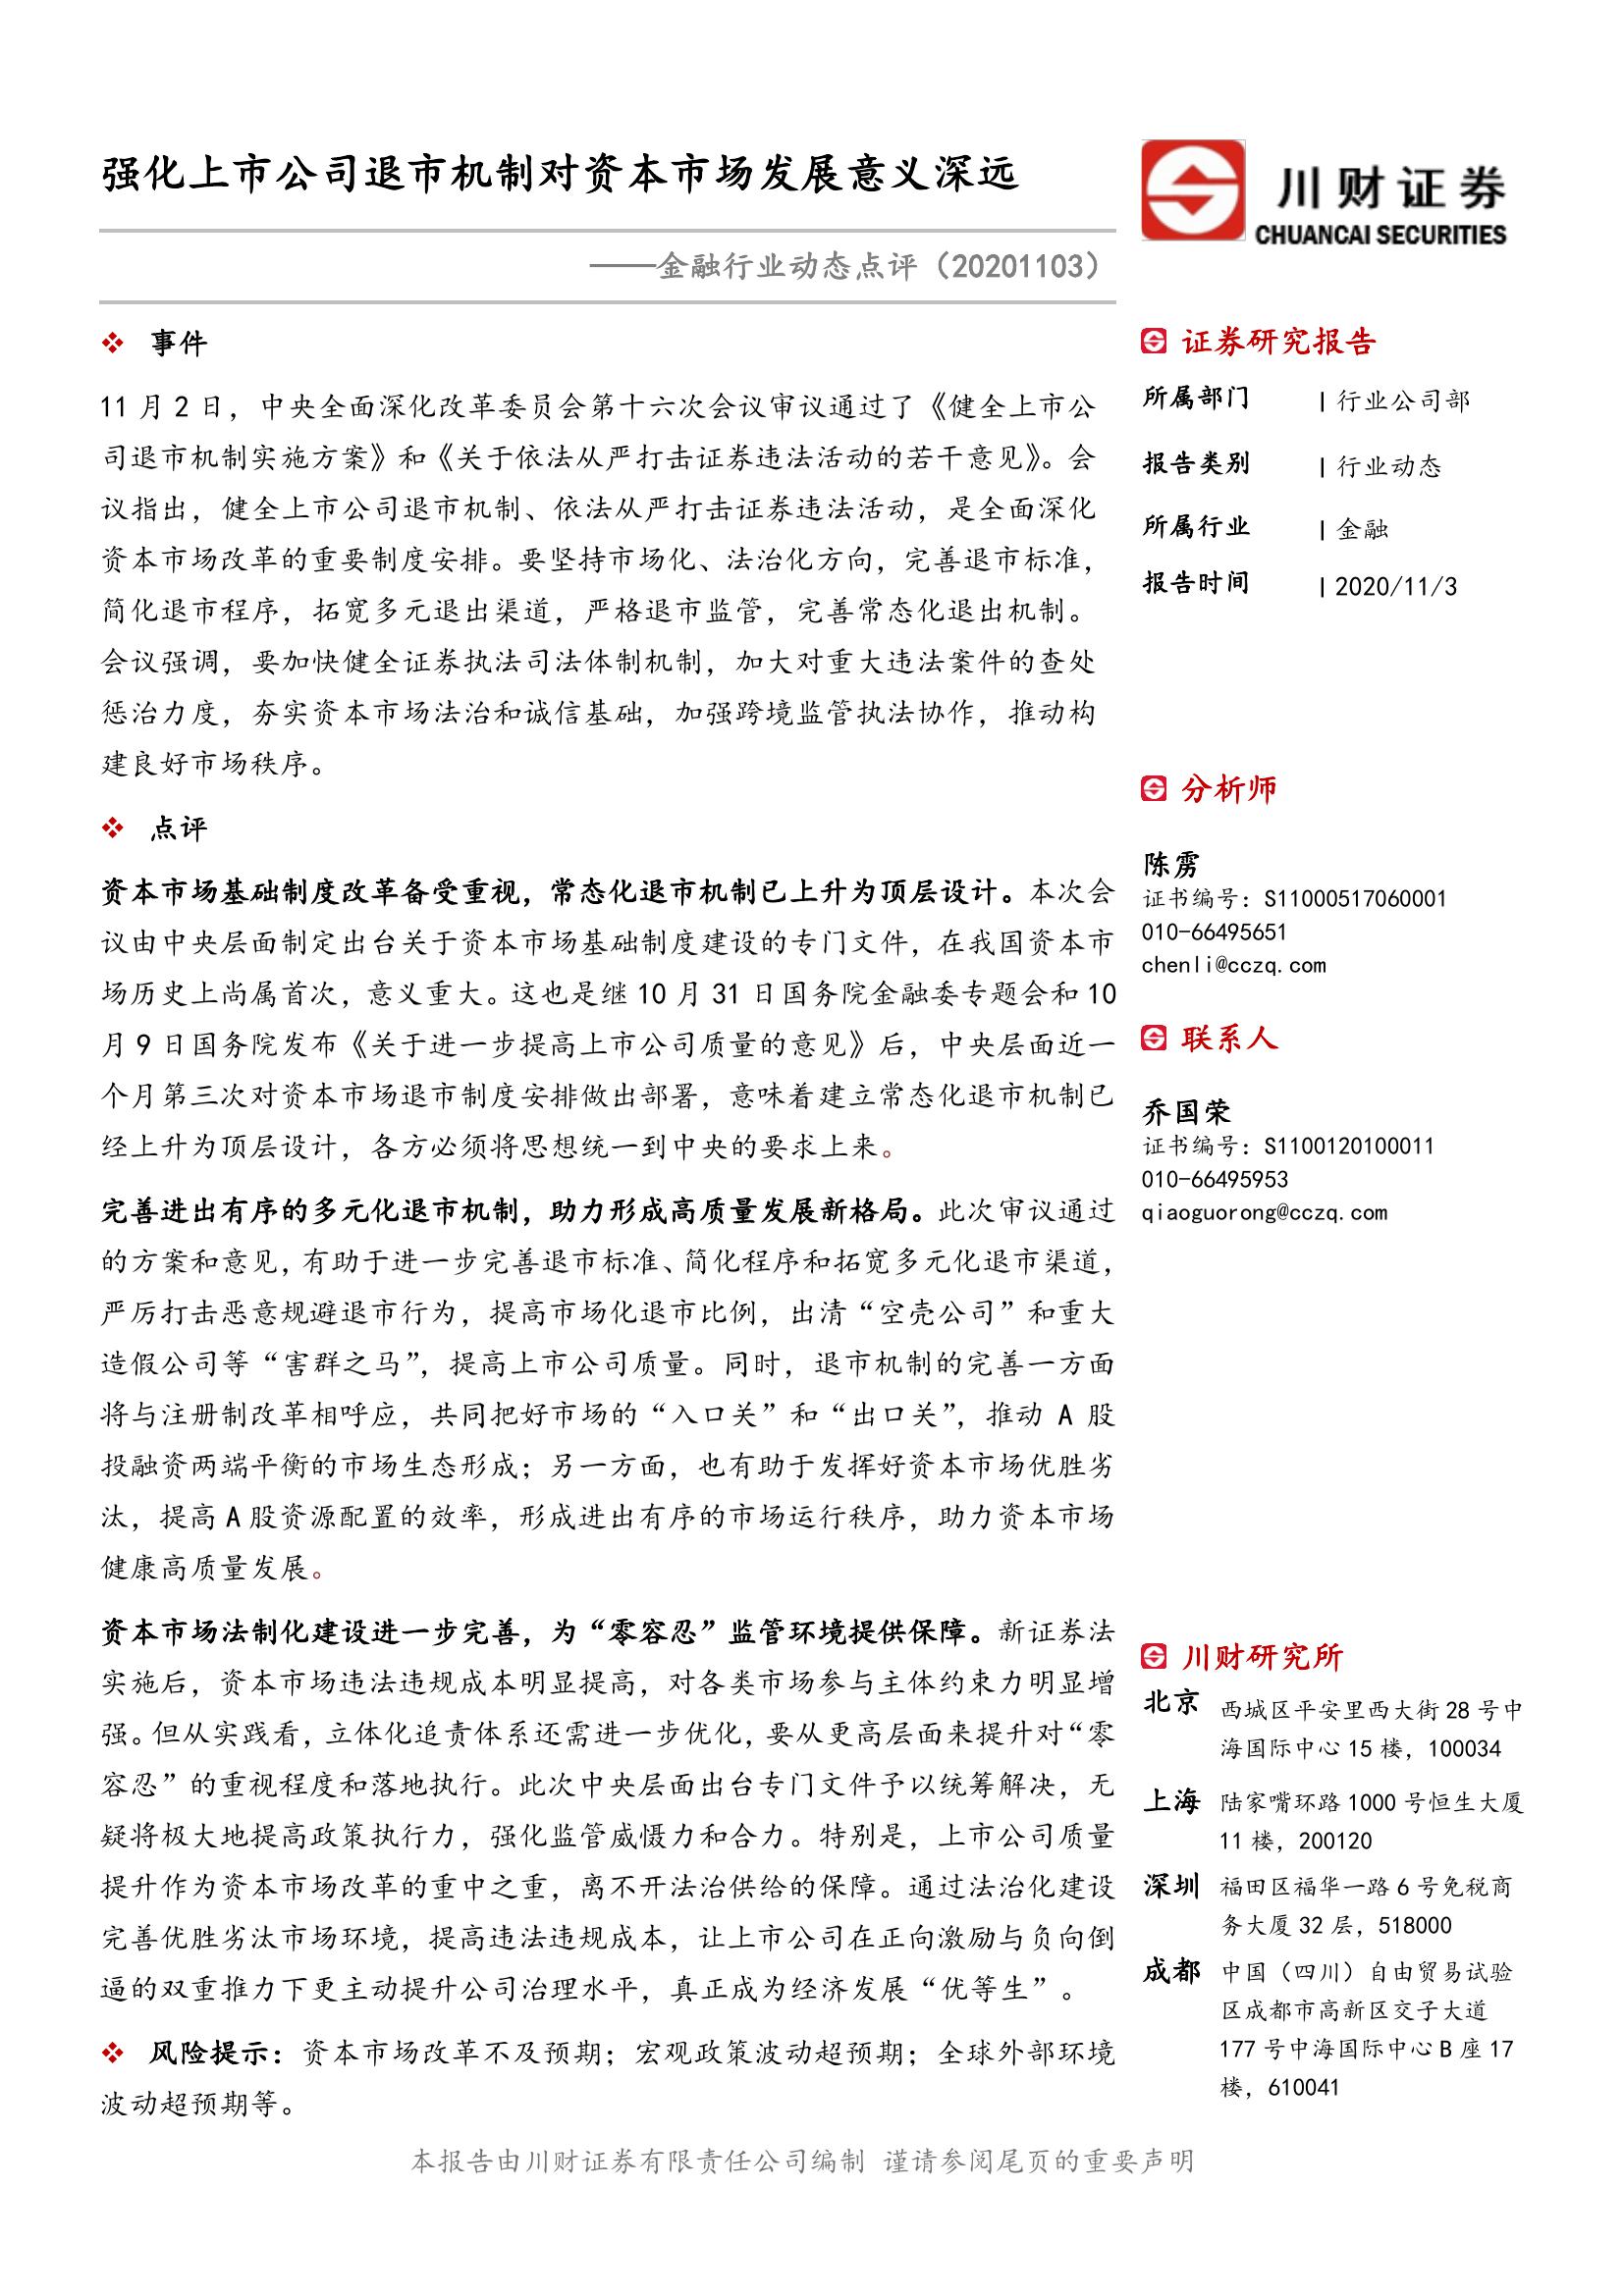 强化上市公司退市机制对资本市场发展意义深远
——金融行业动态点评（20201103）
事件
11 月 2 日，中央全面深化改革委员会第十六次会议审议通过了《健全上市公
司退市机制实施方案》和《关于依法从严打击证券违法活动的若干意见》。会
议指出，健全上市公司退市机制、依法从严打击证券违法活动，是全面深化
资本市场改革的重要制度安排。要坚持市场化、法治化方向，完善退市标准，
简化退市程序，拓宽多元退出渠道，严格退市监管，完善常态化退出机制。
会议强调，要加快健全证券执法司法体制机制，加大对重大违法案件的查处
惩治力度，夯实资本市场法治和诚信基础，加强跨境监管执法协作，推动构
建良好市场秩序。
点评
资本市场基础制度改革备受重视，常态化退市机制已上升为顶层设计。本次会
议由中央层面制定出台关于资本市场基础制度建设的专门文件，在我国资本市
场历史上尚属首次，意义重大。这也是继 10 月 31 日国务院金融委专题会和 10
月 9 日国务院发布《关于进一步提高上市公司质量的意见》后，中央层面近一
个月第三次对资本市场退市制度安排做出部署，意味着建立常态化退市机制已
经上升为顶层设计，各方必须将思想统一到中央的要求上来。
完善进出有序的多元化退市机制，助力形成高质量发展新格局。此次审议通过
的方案和意见，有助于进一步完善退市标准、简化程序和拓宽多元化退市渠道，
严厉打击恶意规避退市行为，提高市场化退市比例，出清“空壳公司”和重大
造假公司等“害群之马”，提高上市公司质量。同时，退市机制的完善一方面
将与注册制改革相呼应，共同把好市场的“入口关”和“出口关”，推动 A 股
投融资两端平衡的市场生态形成；另一方面，也有助于发挥好资本市场优胜劣
汰，提高 A 股资源配置的效率，形成进出有序的市场运行秩序，助力资本市场
健康高质量发展。
资本市场法制化建设进一步完善，为“零容忍”监管环境提供保障。新证券法
实施后，资本市场违法违规成本明显提高，对各类市场参与主体约束力明显增
强。但从实践看，立体化追责体系还需进一步优化，要从更高层面来提升对“零
容忍”的重视程度和落地执行。此次中央层面出台专门文件予以统筹解决，无
疑将极大地提高政策执行力，强化监管威慑力和合力。特别是，上市公司质量
提升作为资本市场改革的重中之重，离不开法治供给的保障。通过法治化建设
完善优胜劣汰市场环境，提高违法违规成本，让上市公司在正向激励与负向倒
逼的双重推力下更主动提升公司治理水平，真正成为经济发展“优等生”。
风险提示：资本市场改革不及预期；宏观政策波动超预期；全球外部环境
波动超预期等。
川财证券
CHUANCAI SECURITIES
证券研究报告
所属部门 | 行业公司部
报告类别 | 行业动态
所属行业 | 金融
报告时间 | 2020/11/3
分析师
陈雳
证书编号：S11000517060001
010-66495651
chenli@cczq.com
联系人
乔国荣
证书编号：S1100120100011
010-66495953
qiaoguorong@cczq.com
川财研究所
北京 西城区平安里西大街 28 号中
海国际中心 15 楼，100034
上海 陆家嘴环路 1000 号恒生大厦
11 楼，200120
深圳 福田区福华一路 6 号免税商
务大厦 32 层，518000
成都 中国（四川）自由贸易试验
区成都市高新区交子大道
177 号中海国际中心 B 座 17
楼，610041
本报告由川财证券有限责任公司编制 谨请参阅尾页的重要声明